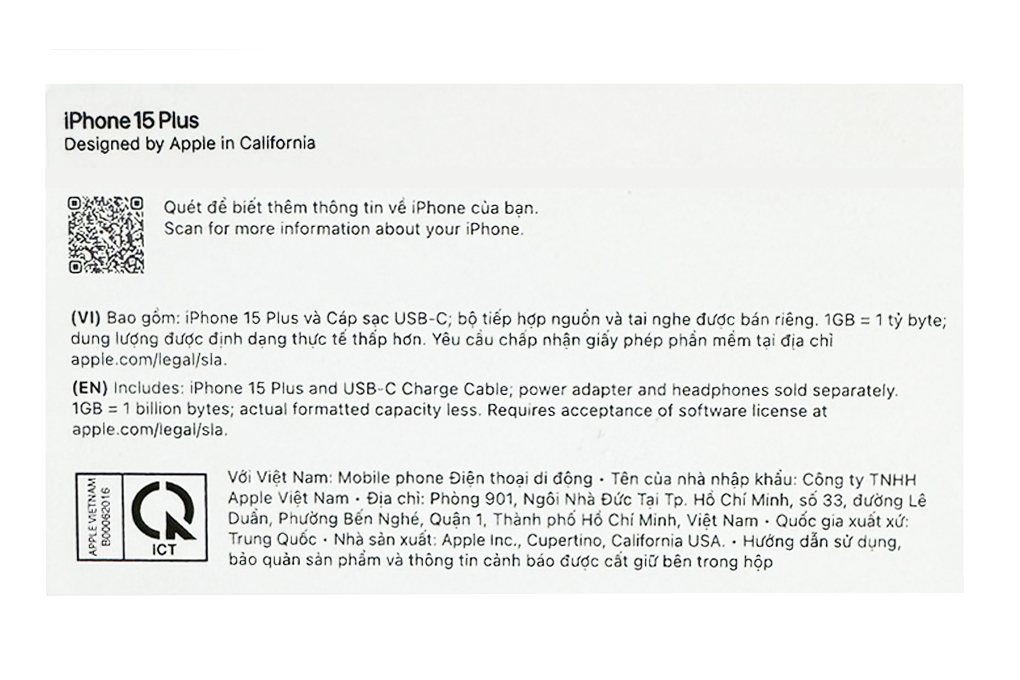 iPhone 15 Plus
Designed by Apple in California
Quét để biết thêm thông tin về iPhone của bạn.
Scan for more information about your iPhone.
(VI) Bao gồm: iPhone 15 Plus và Cáp sạc USB-C; bộ tiếp hợp nguồn và tai nghe được bán riêng. 1GB = 1 tỷ byte;
dung lượng được định dạng thực tế thấp hơn. Yêu cầu chấp nhận giấy phép phần mềm tại địa chỉ
apple.com/legal/sla.
(EN) Includes: iPhone 15 Plus and USB-C Charge Cable; power adapter and headphones sold separately.
1GB = 1 billion bytes; actual formatted capacity less. Requires acceptance of software license at
apple.com/legal/sla.
APPLE VIETNAM
B00062016
ICT
Với Việt Nam: Mobile phone Điện thoại di động · Tên của nhà nhập khẩu: Công ty TNHH
Apple Việt Nam · Địa chỉ: Phòng 901, Ngôi Nhà Đức Tại Tp. Hồ Chí Minh, số 33, đường Lê
Duẩn, Phường Bến Nghé, Quận 1, Thành phố Hồ Chí Minh, Việt Nam · Quốc gia xuất xứ:
Trung Quốc · Nhà sản xuất: Apple Inc., Cupertino, California USA. · Hướng dẫn sử dụng,
bảo quản sản phẩm và thông tin cảnh báo được cất giữ bên trong hộp